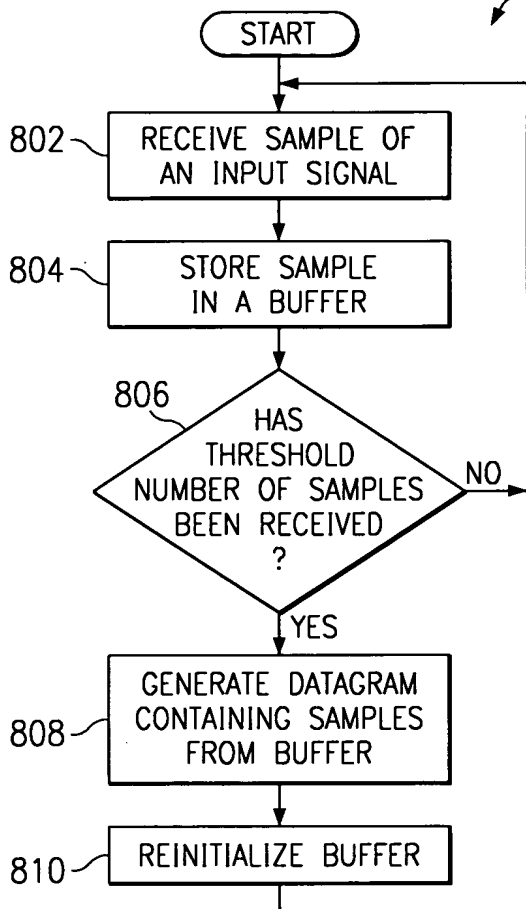 START
802
RECEIVE SAMPLE OF
AN INPUT SIGNAL
804
STORE SAMPLE
IN A BUFFER
806
HAS
THRESHOLD
NUMBER OF SAMPLES
BEEN RECEIVED
?
NO
YES
808
GENERATE DATAGRAM
CONTAINING SAMPLES
FROM BUFFER
810
REINITIALIZE BUFFER